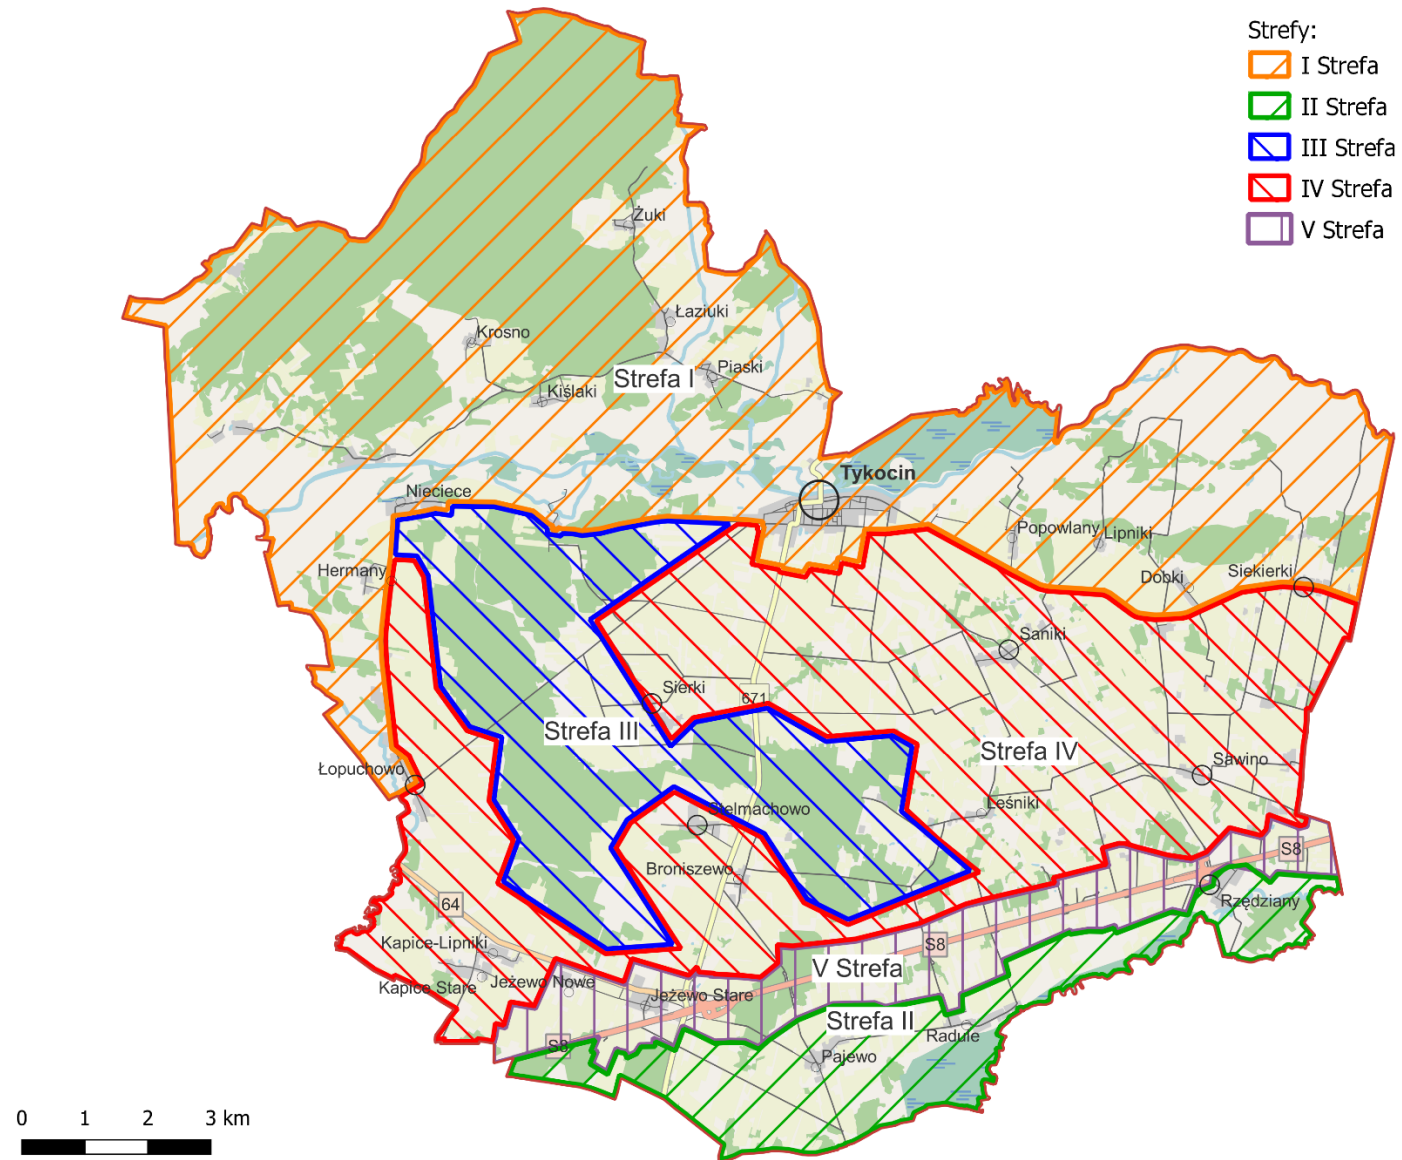 Strefy:
I Strefa
II Strefa
III Strefa
IV Strefa
V Strefa
Żuki
Łaziuki
Krosno
Piaski
Strefa I
Kiślaki
Tykocin
Nieciece
Popowlany
Lipniki
Hermany
Dobki
Siekierki
Saniki
Sierki
671
Strefa III
Strefa IV
Łopuchowo
Sawino
Stelmachowo
Leśniki
S8
Broniszewo
64
Rzędziany
Kapice-Lipniki
S8
V Strefa
Kapice Stare
Jeżewo Nowe
Jeżewo Stare
Strefa II
Radule
S8
Pajewo
0 1 2 3 km